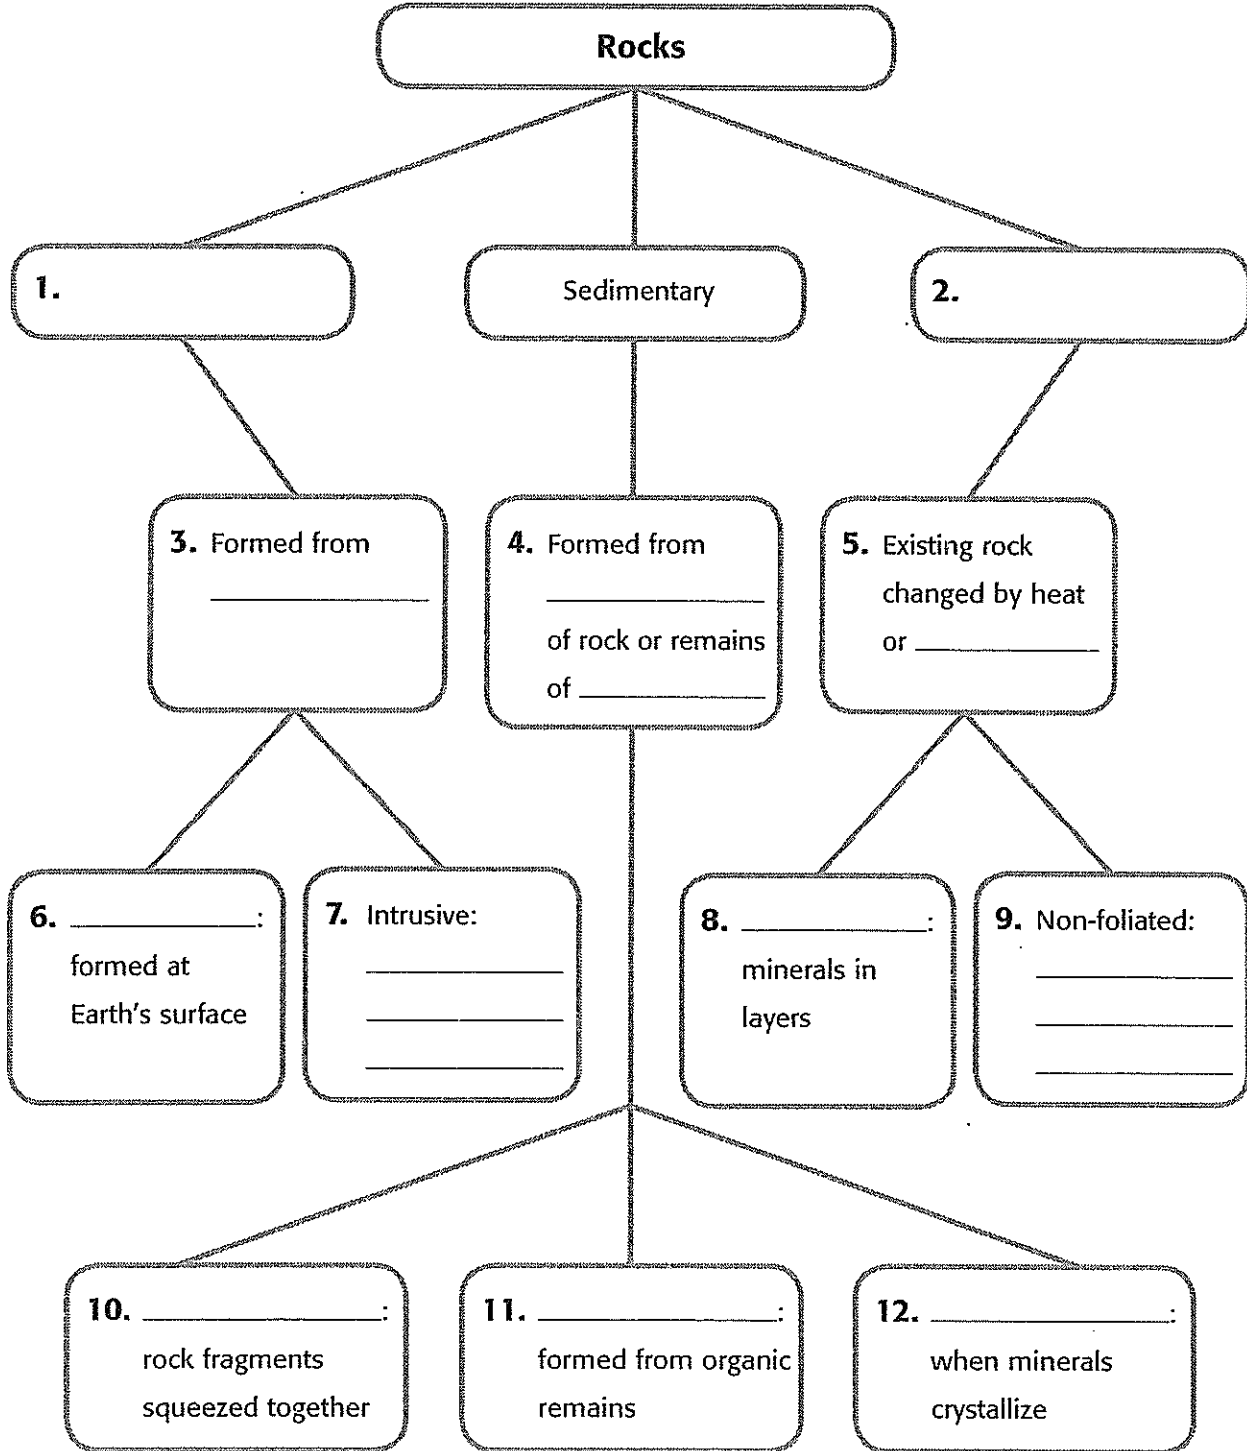 Rocks
1.
Sedimentary
2.
3. Formed from
4. Formed from
of rock or remains
of
5. Existing rock
changed by heat
or
6. :
formed at
Earth's surface
7. Intrusive:
8. :
minerals in
layers
9. Non-foliated:
10. :
rock fragments
squeezed together
11. :
formed from organic
remains
12. :
when minerals
crystallize